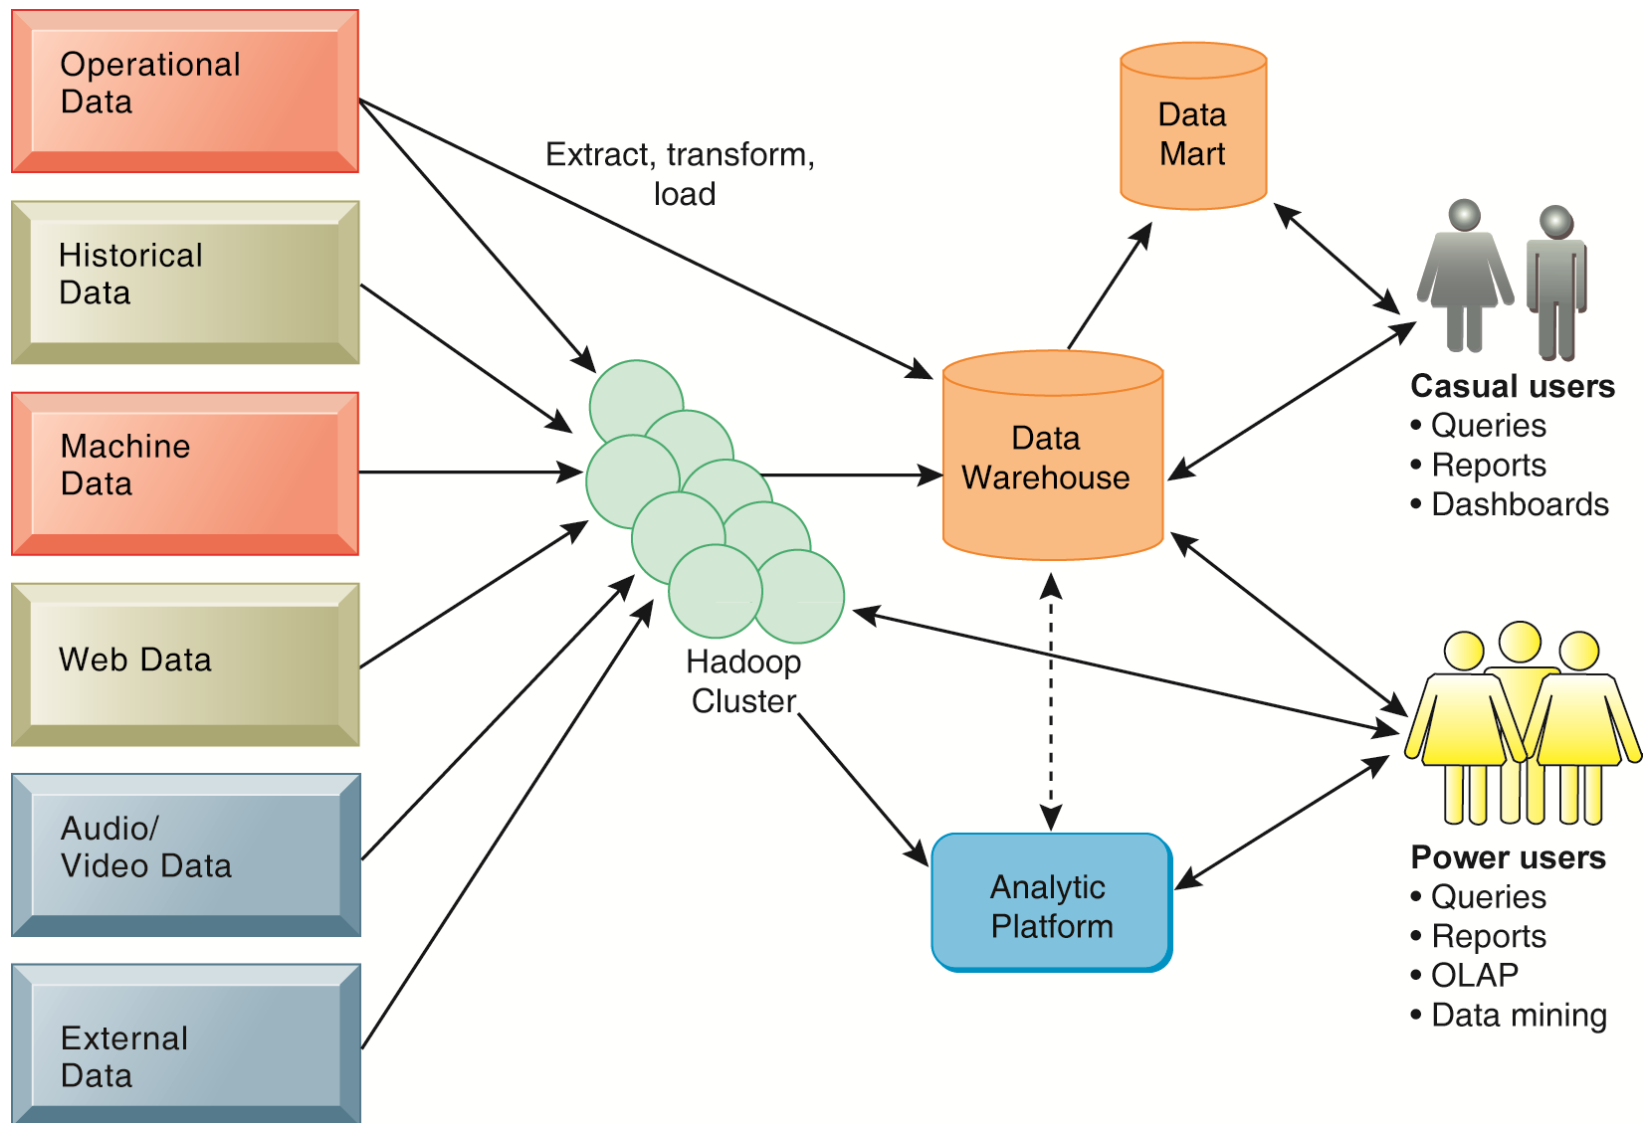 Operational
Data
Historical
Data
Machine
Data
Web Data
Audio/
Video Data
External
Data
Extract, transform,
load
Hadoop
Cluster
Data
Mart
Data
Warehouse
Analytic
Platform
Casual users
• Queries
• Reports
• Dashboards
Power users
• Queries
• Reports
• OLAP
• Data mining